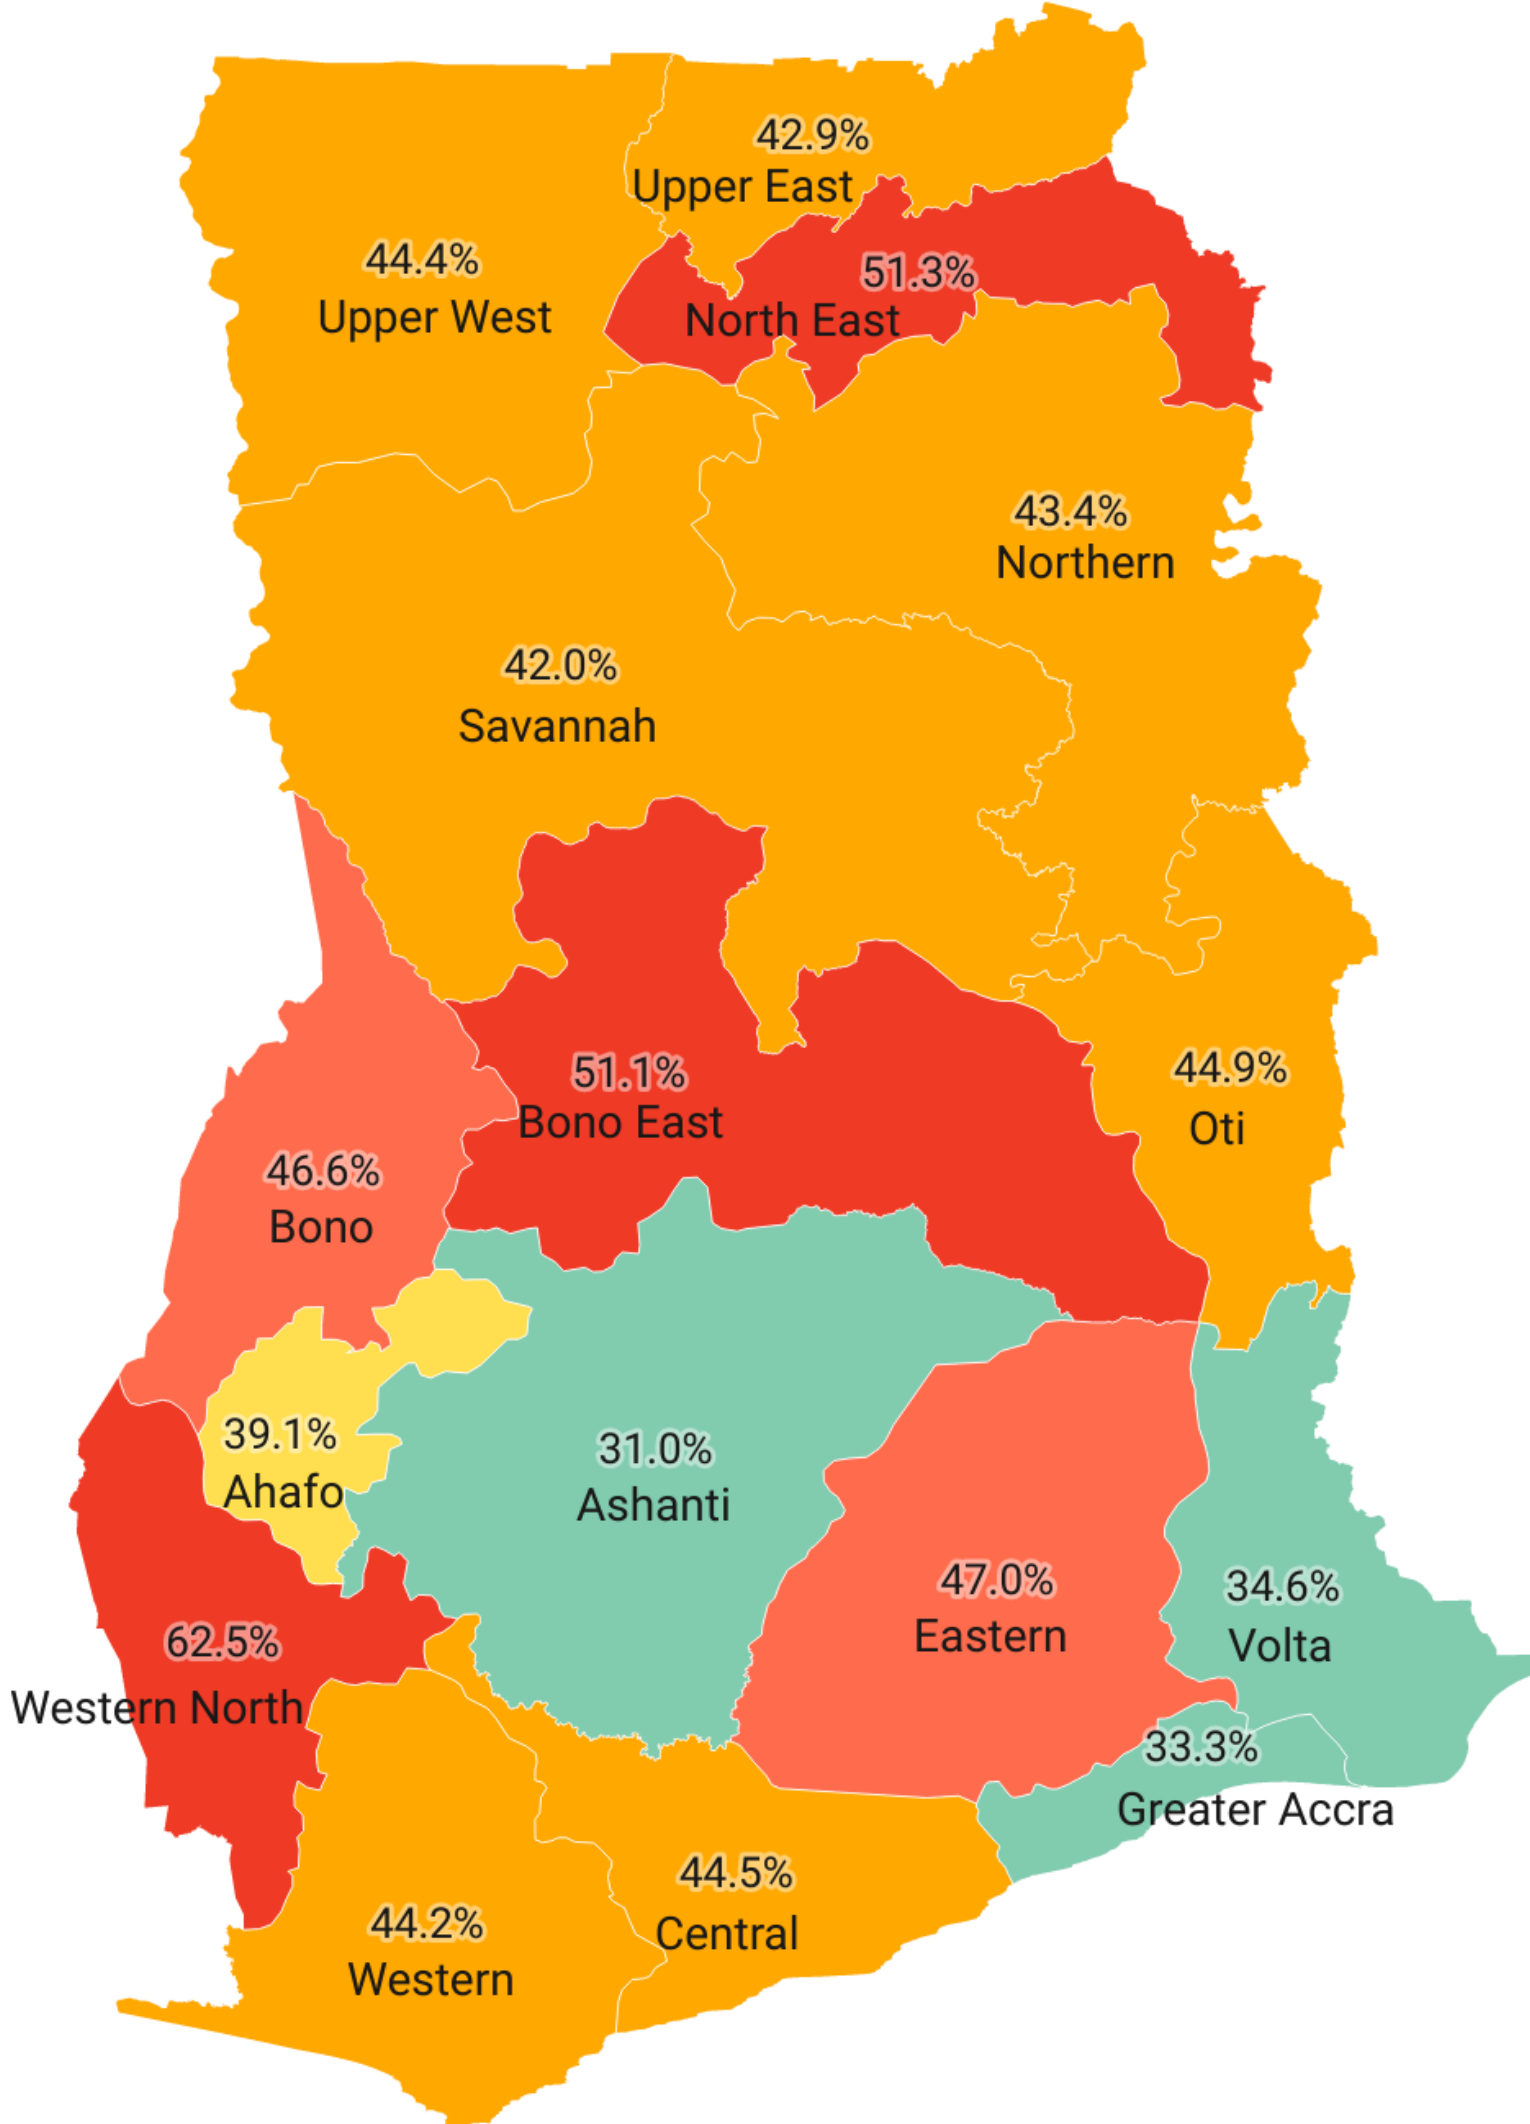 42.9%
Upper East
44.4%
Upper West
51.3%
North East
43.4%
Northern
42.0%
Savannah
51.1%
Bono East
44.9%
Oti
46.6%
Bono
39.1%
Ahafo
31.0%
Ashanti
47.0%
Eastern
34.6%
Volta
62.5%
Western North
33.3%
Greater Accra
44.5%
Central
44.2%
Western